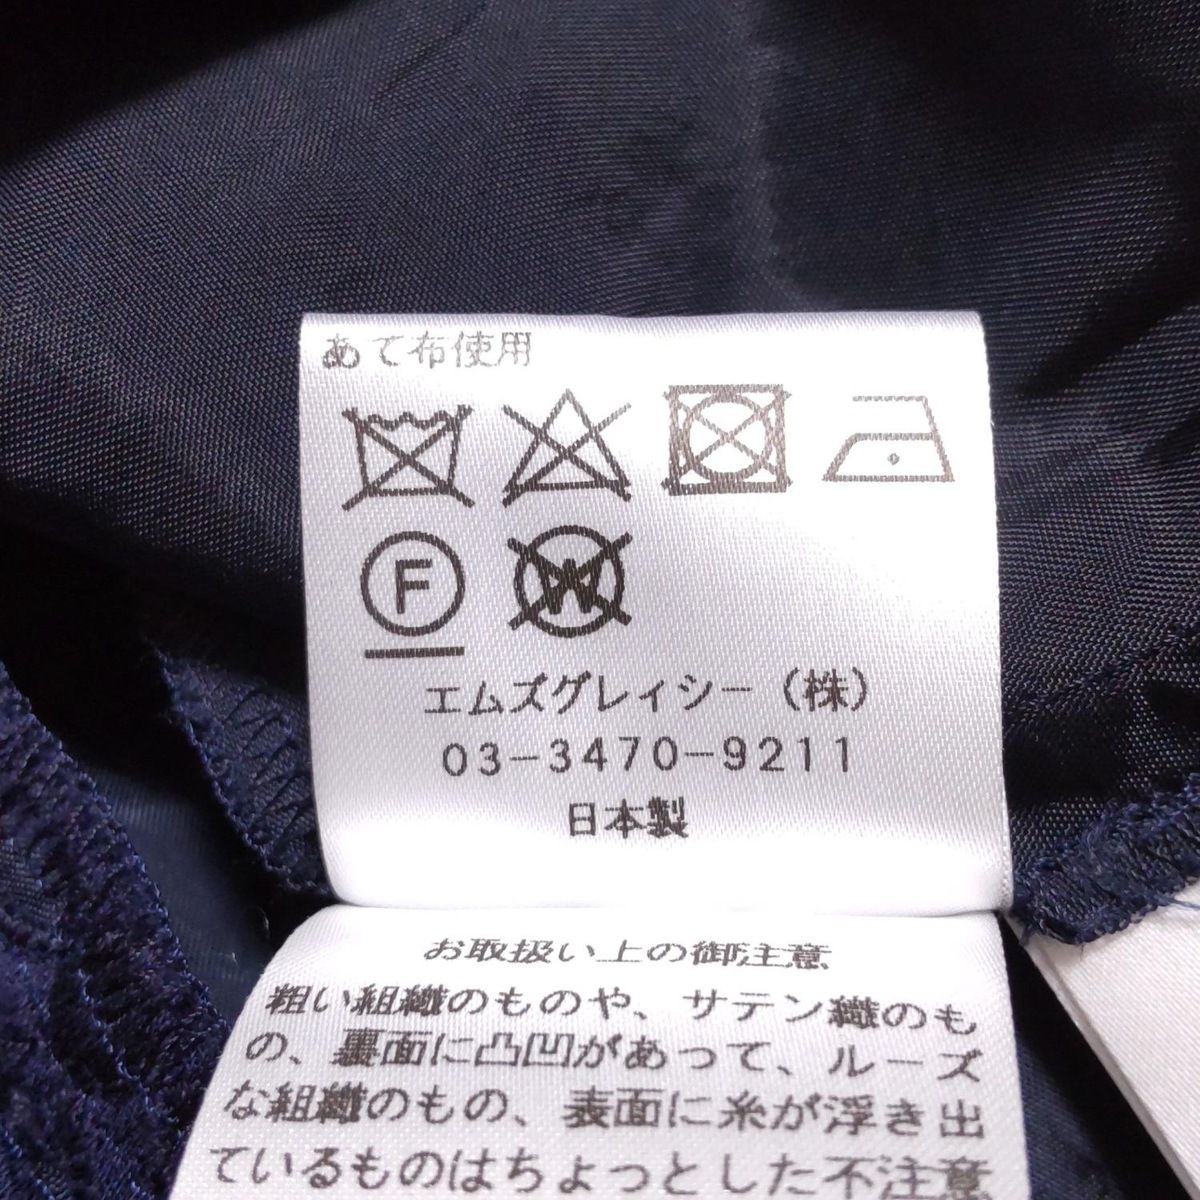 あて布使用
F
W
エムズグレイシー（株）
03-3470-9211
日本製
お取扱い上の御注意
粗い組織のものや、サテン織のも
の、裏面に凸凹があって、ルーズ
な組織のもの、表面に糸が浮き出
ているものはちょっとした不注意